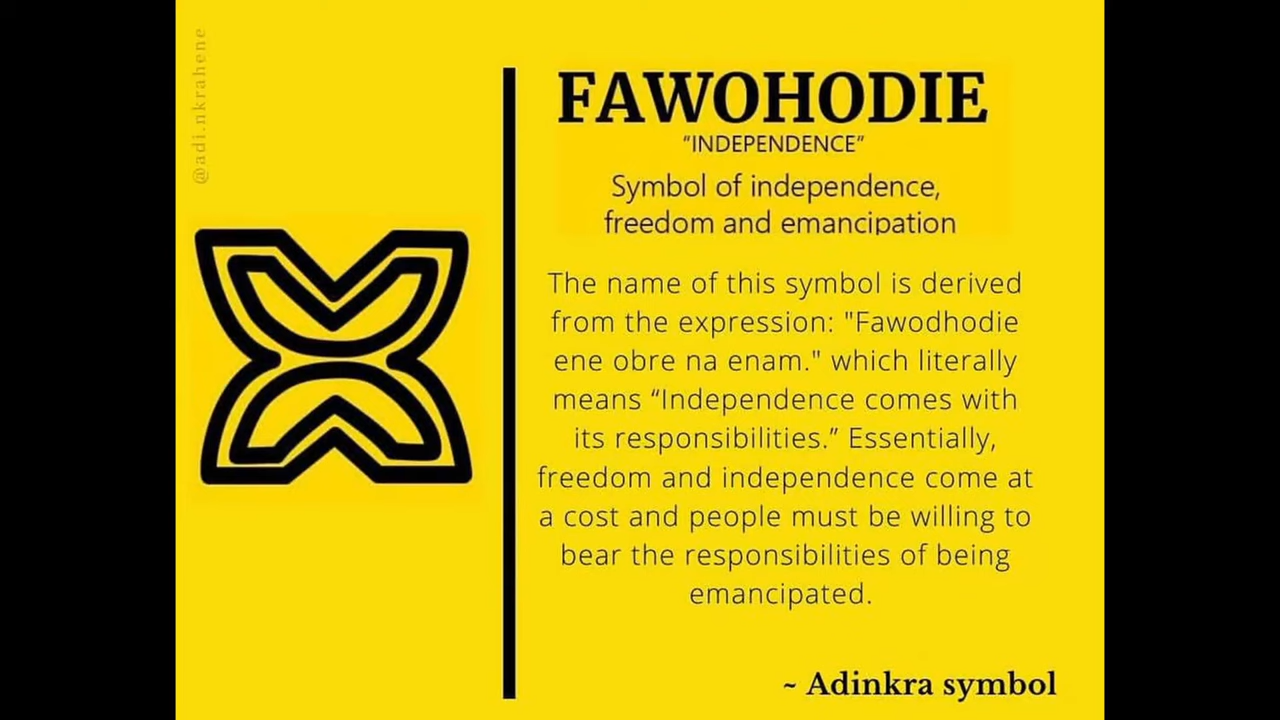 @adi.nkrahene
FAWOHODIE
"INDEPENDENCE"
Symbol of independence,
freedom and emancipation
The name of this symbol is derived
from the expression: "Fawodhodie
ene obre na enam." which literally
means “Independence comes with
its responsibilities.” Essentially,
freedom and independence come at
a cost and people must be willing to
bear the responsibilities of being
emancipated.
~ Adinkra symbol